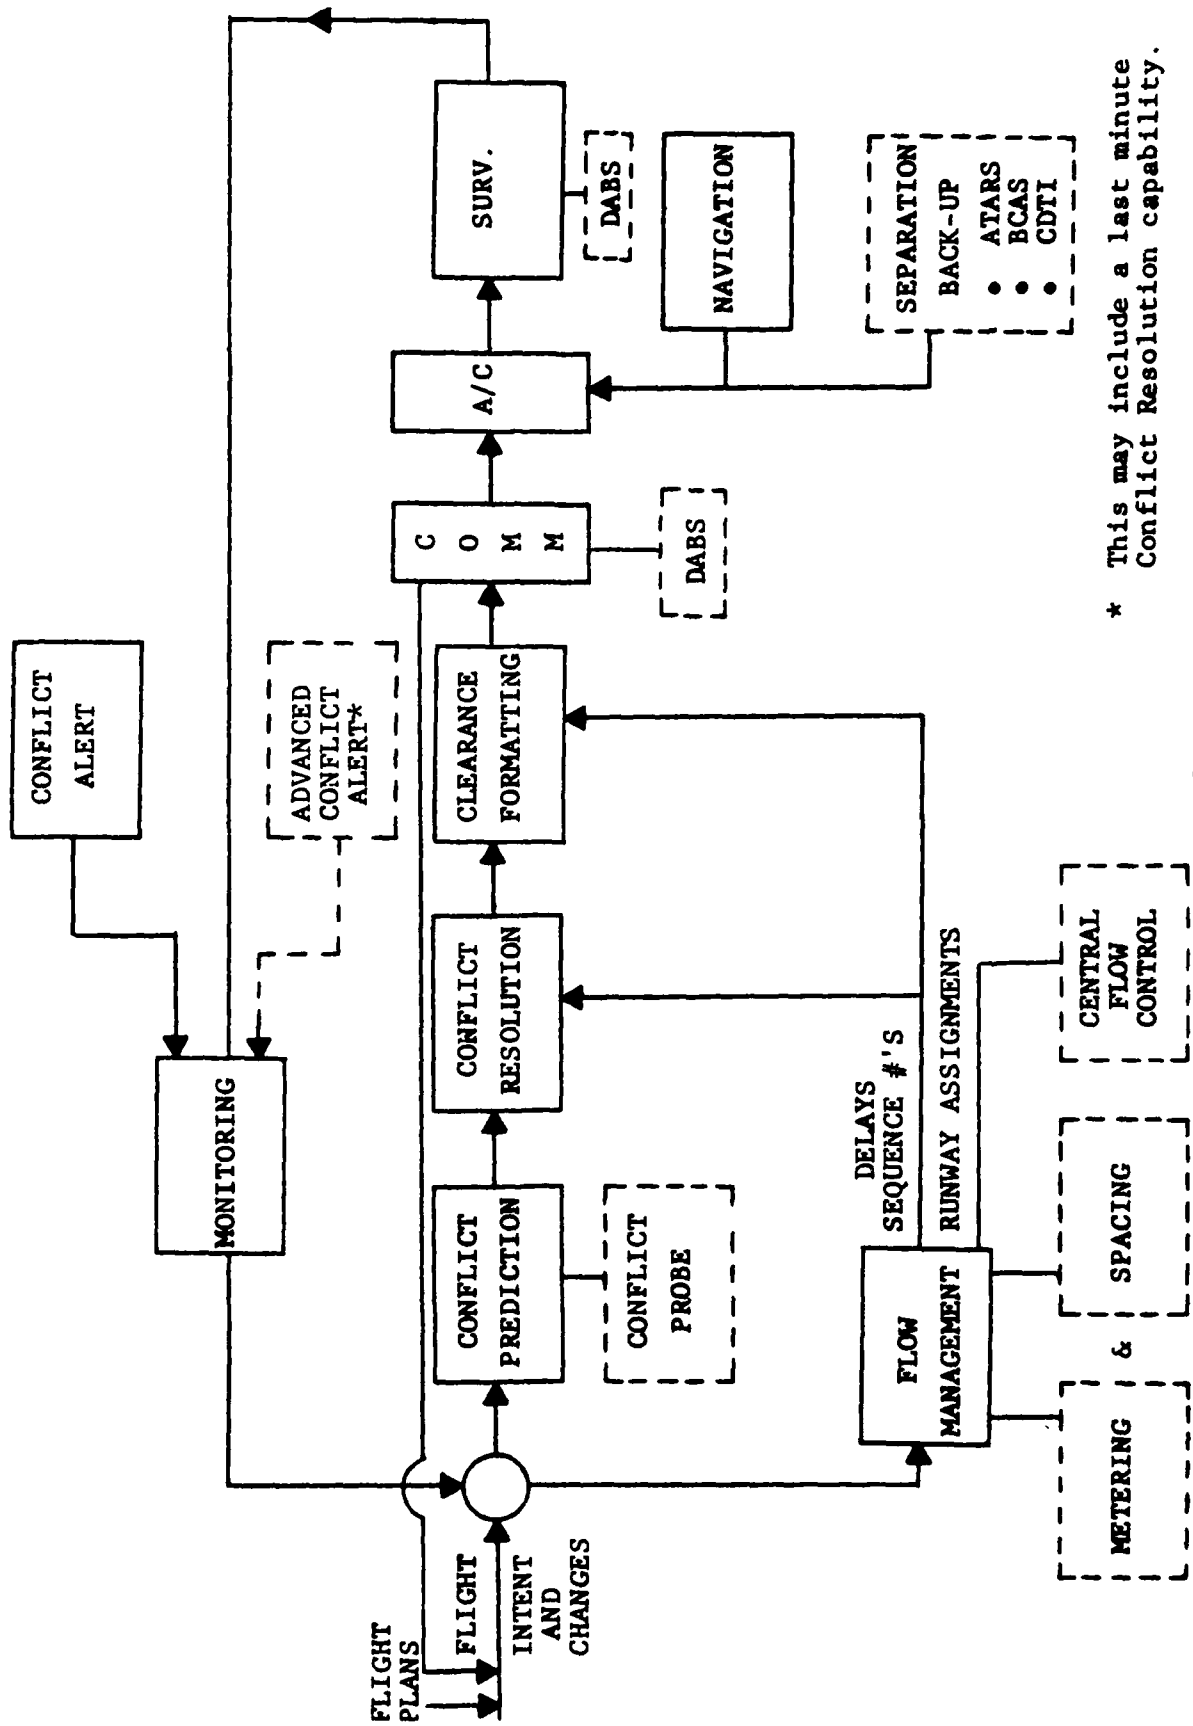 CONFLICT
ALERT
ADVANCED
CONFLICT
ALERT*
MONITORING
FLIGHT
PLANS
FLIGHT
INTENT
AND
CHANGES
CONFLICT
PREDICTION
CONFLICT
RESOLUTION
CLEARANCE
FORMATTING
C
O
M
M
A/C
SURV.
CONFLICT
PROBE
DABS
DABS
NAVIGATION
SEPARATION
BACK-UP
• ATARS
• BCAS
• CDTI
FLOW
MANAGEMENT
DELAYS
SEQUENCE #'S
RUNWAY ASSIGNMENTS
METERING & SPACING
CENTRAL
FLOW
CONTROL
* This may include a last minute
Conflict Resolution capability.